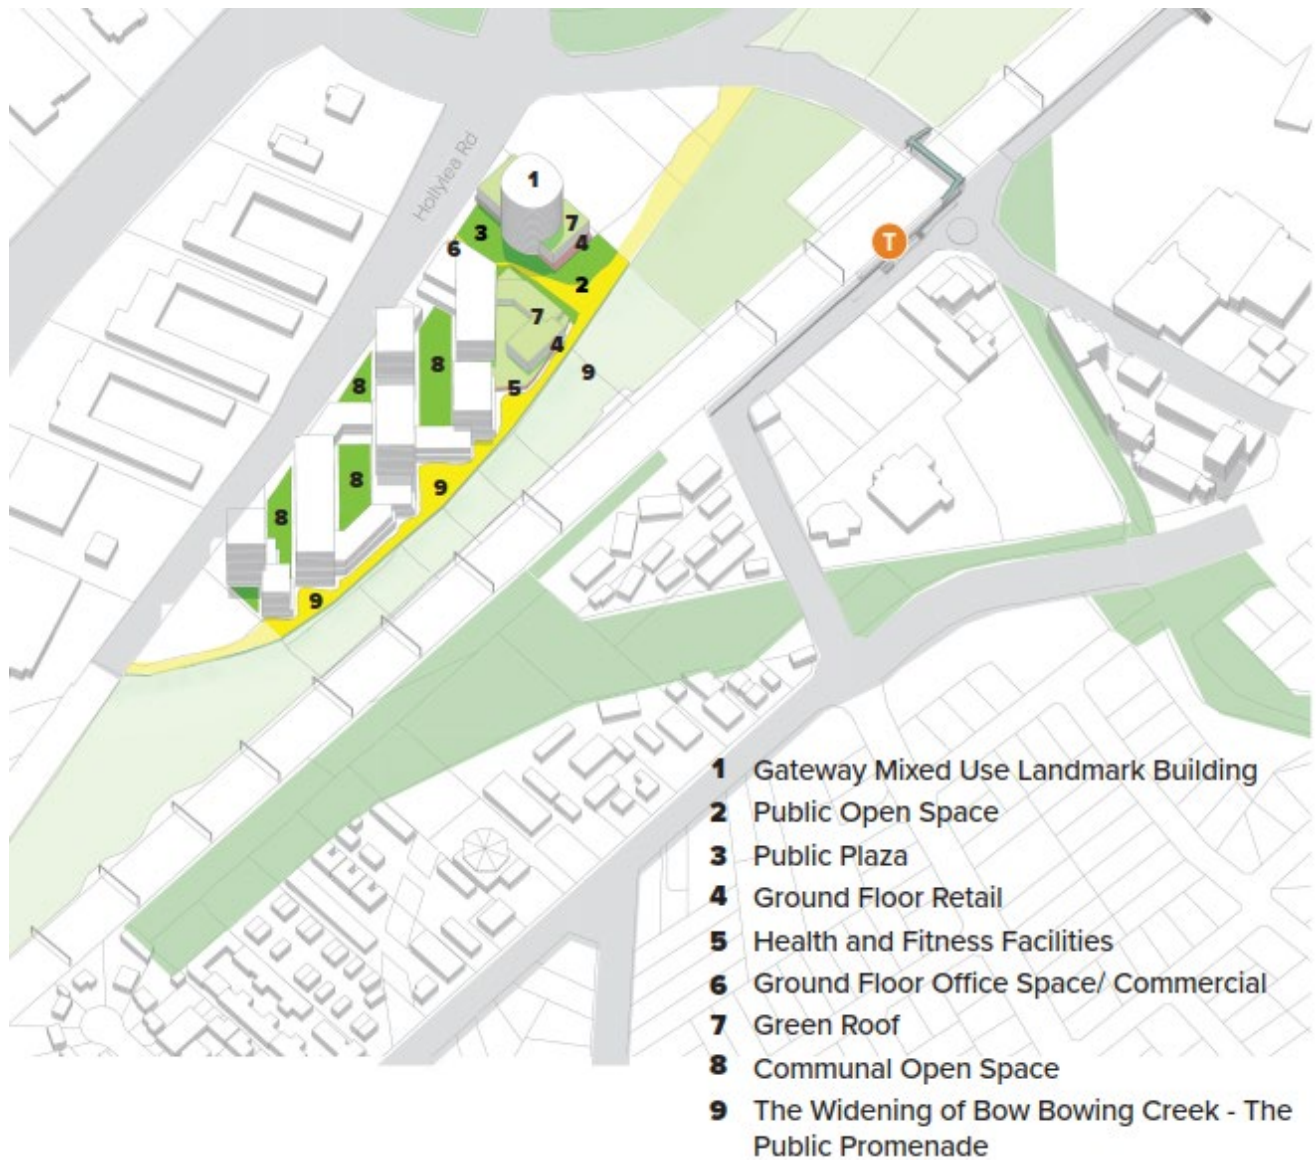 Hollylea Rd
1
7
3
4
6
T
2
7
4
8
9
8
5
8
9
8
9
1 Gateway Mixed Use Landmark Building
2 Public Open Space
3 Public Plaza
4 Ground Floor Retail
5 Health and Fitness Facilities
6 Ground Floor Office Space/ Commercial
7 Green Roof
8 Communal Open Space
9 The Widening of Bow Bowing Creek - The
Public Promenade